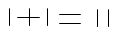 |+| = ||